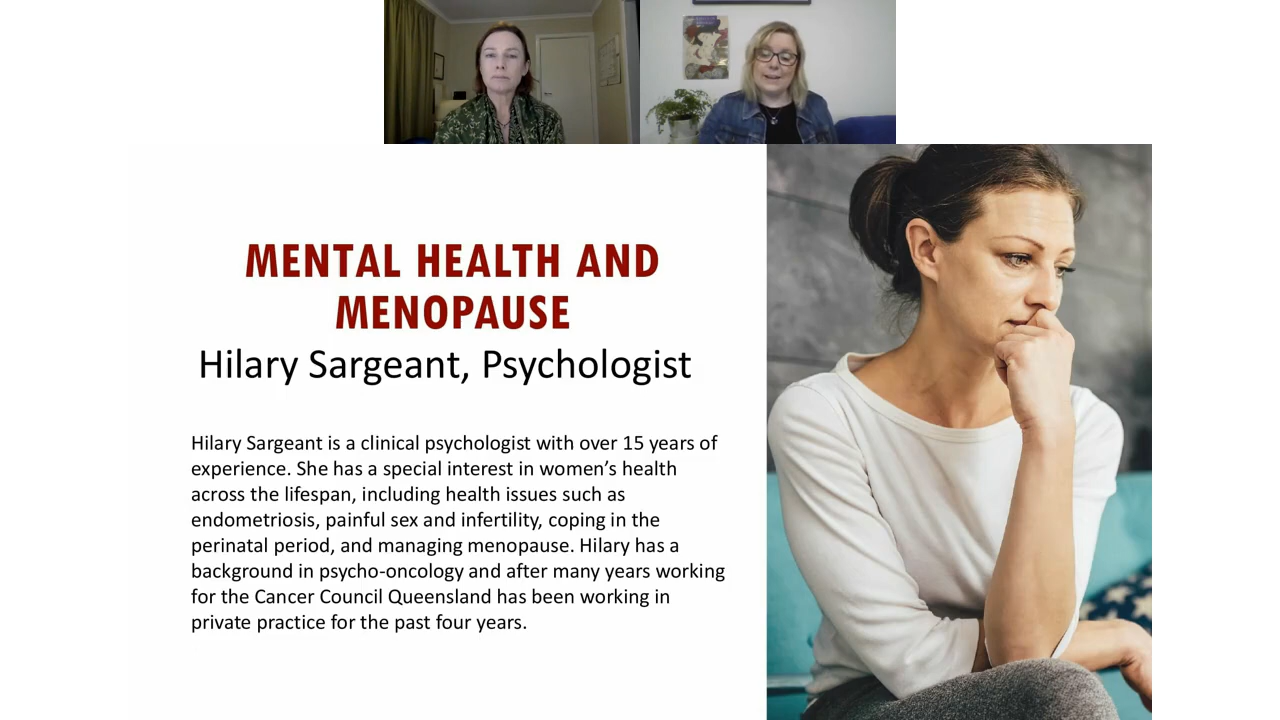 MENTAL HEALTH AND
MENOPAUSE
Hilary Sargeant, Psychologist
Hilary Sargeant is a clinical psychologist with over 15 years of
experience. She has a special interest in women’s health
across the lifespan, including health issues such as
endometriosis, painful sex and infertility, coping in the
perinatal period, and managing menopause. Hilary has a
background in psycho-oncology and after many years working
for the Cancer Council Queensland has been working in
private practice for the past four years.